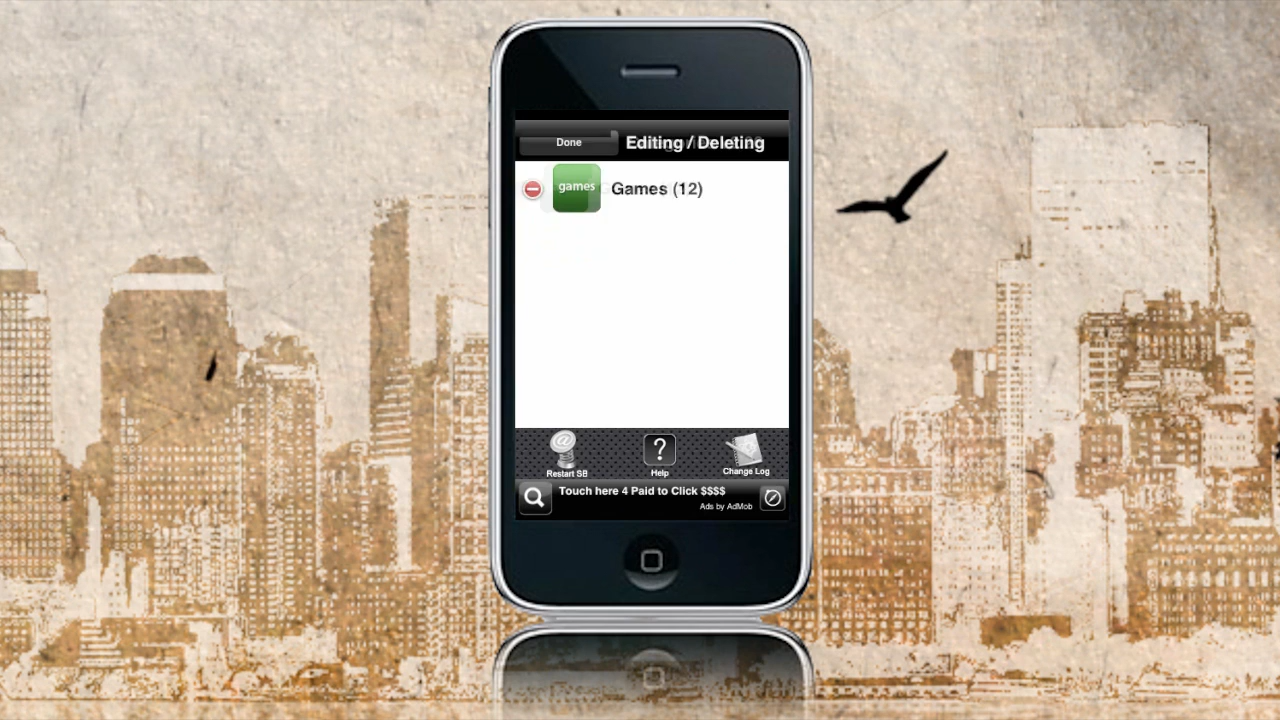 Done
Editing / Deleting
games
Games (12)
Restart SB
Help
Change Log
Touch here 4 Paid to Click $$$$
Ads by AdMob